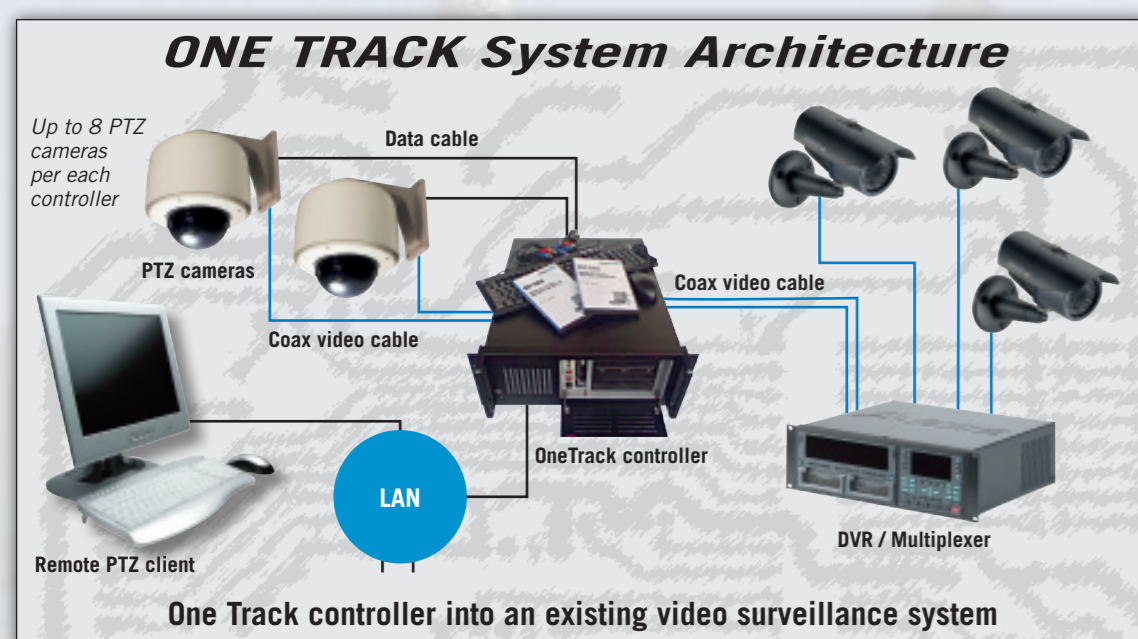 ONE TRACK System Architecture
Up to 8 PTZ
cameras
per each
controller
Data cable
PTZ cameras
Coax video cable
Coax video cable
OneTrack controller
LAN
Remote PTZ client
DVR / Multiplexer
One Track controller into an existing video surveillance system